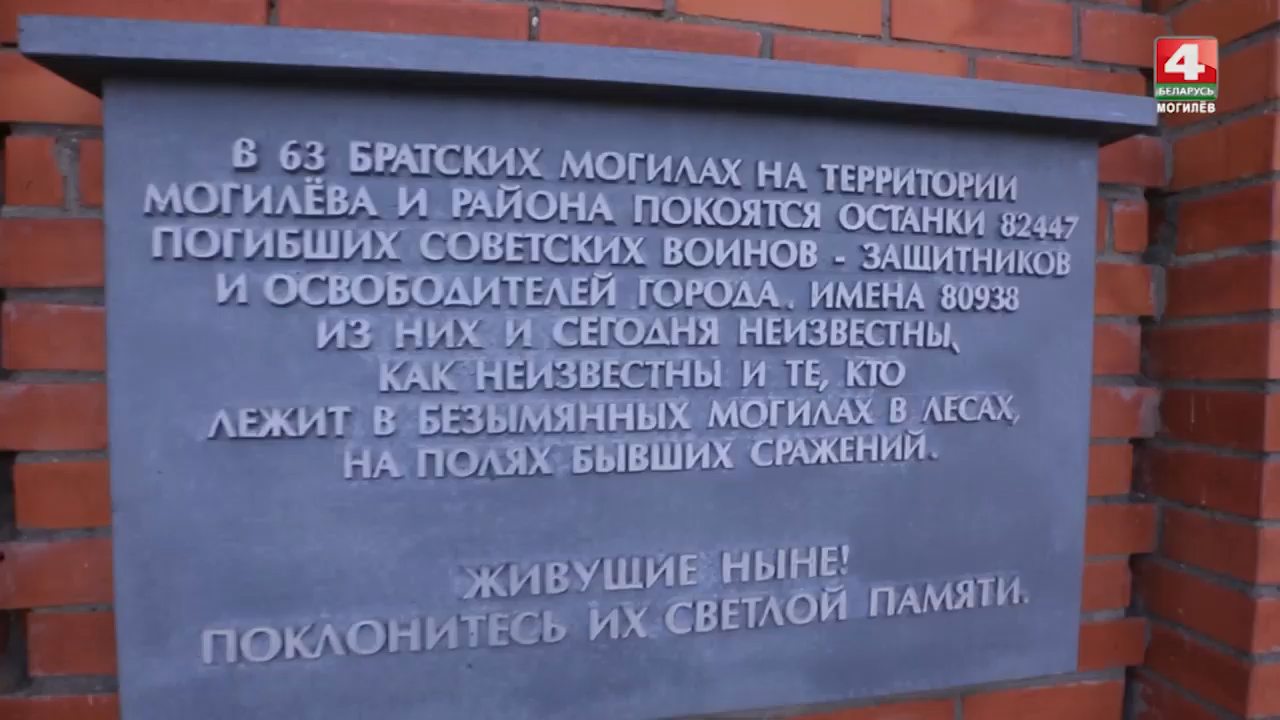 4
БЕЛАРУСЬ
МОГИЛЁВ
В 63 БРАТСКИХ МОГИЛАХ НА ТЕРРИТОРИИ
МОГИЛЁВА И РАЙОНА ПОКОЯТСЯ ОСТАНКИ 82447
ПОГИБШИХ СОВЕТСКИХ ВОИНОВ - ЗАЩИТНИКОВ
И ОСВОБОДИТЕЛЕЙ ГОРОДА. ИМЕНА 80938
ИЗ НИХ И СЕГОДНЯ НЕИЗВЕСТНЫ,
КАК НЕИЗВЕСТНЫ И ТЕ, КТО
ЛЕЖИТ В БЕЗЫМЯННЫХ МОГИЛАХ В ЛЕСАХ,
НА ПОЛЯХ БЫВШИХ СРАЖЕНИЙ.
ЖИВУЩИЕ НЫНЕ!
ПОКЛОНИТЕСЬ ИХ СВЕТЛОЙ ПАМЯТИ.